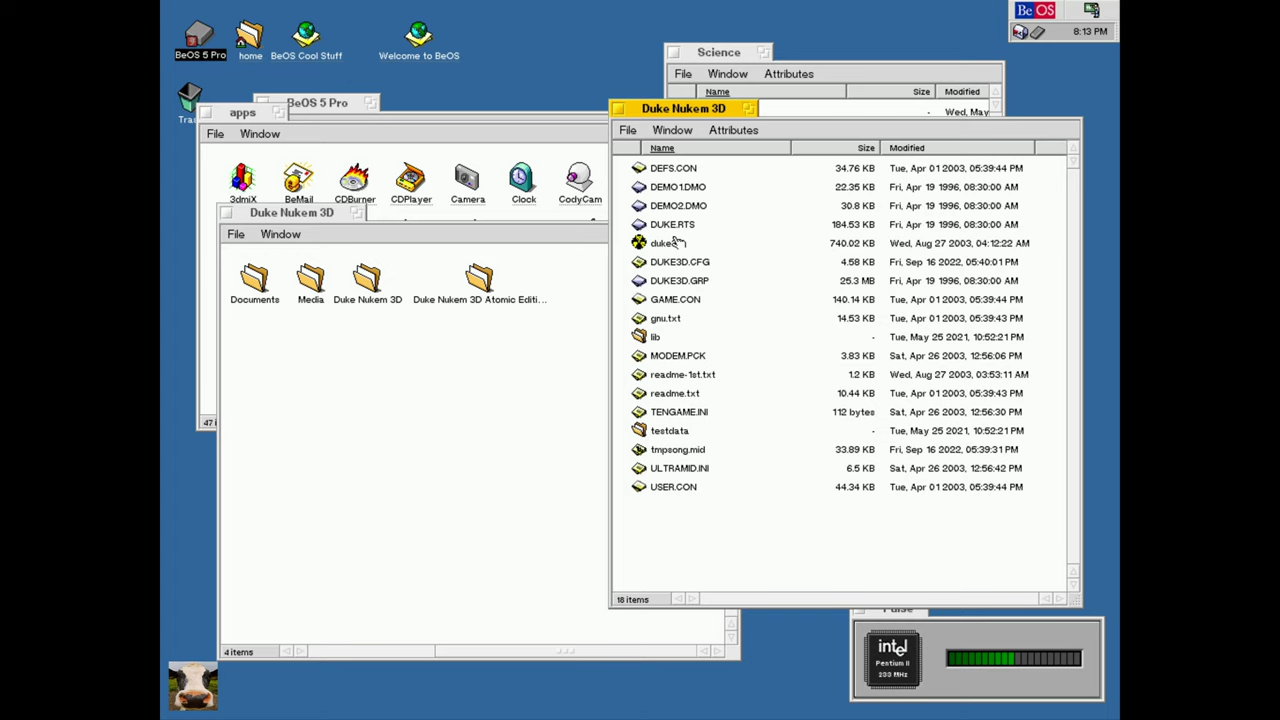 BeOS
8:13 PM
BeOS 5 Pro
home
BeOS Cool Stuff
Welcome to BeOS
Science
File Window Attributes
Name Size Modified
- Wed, May
BeOS 5 Pro
apps
File Window
3dmiX
BeMail
CDBurner
CDPlayer
Camera
Clock
CodyCam
47 i
Duke Nukem 3D
File Window
Documents
Media
Duke Nukem 3D
Duke Nukem 3D Atomic Editi...
4 items
Duke Nukem 3D
File Window Attributes
Name Size Modified
DEFS.CON 34.76 KB Tue, Apr 01 2003, 05:39:44 PM
DEMO1.DMO 22.35 KB Fri, Apr 19 1996, 08:30:00 AM
DEMO2.DMO 30.8 KB Fri, Apr 19 1996, 08:30:00 AM
DUKE.RTS 184.53 KB Fri, Apr 19 1996, 08:30:00 AM
740.02 KB Wed, Aug 27 2003, 04:12:22 AM
DUKE3D.CFG 4.58 KB Fri, Sep 16 2022, 05:40:01 PM
DUKE3D.GRP 25.3 MB Fri, Apr 19 1996, 08:30:00 AM
GAME.CON 140.14 KB Tue, Apr 01 2003, 05:39:44 PM
gnu.txt 14.53 KB Tue, Apr 01 2003, 05:39:43 PM
lib - Tue, May 25 2021, 10:52:21 PM
MODEM.PCK 3.83 KB Sat, Apr 26 2003, 12:56:06 PM
readme-1st.txt 1.2 KB Wed, Aug 27 2003, 03:53:11 AM
readme.txt 10.44 KB Tue, Apr 01 2003, 05:39:43 PM
TENGAME.INI 112 bytes Sat, Apr 26 2003, 12:56:30 PM
testdata - Tue, May 25 2021, 10:52:21 PM
tmpsong.mid 33.89 KB Fri, Sep 16 2022, 05:39:31 PM
ULTRAMID.INI 6.5 KB Sat, Apr 26 2003, 12:56:42 PM
USER.CON 44.34 KB Tue, Apr 01 2003, 05:39:44 PM
18 items
Pulse
intel
Pentium II
233 MHz